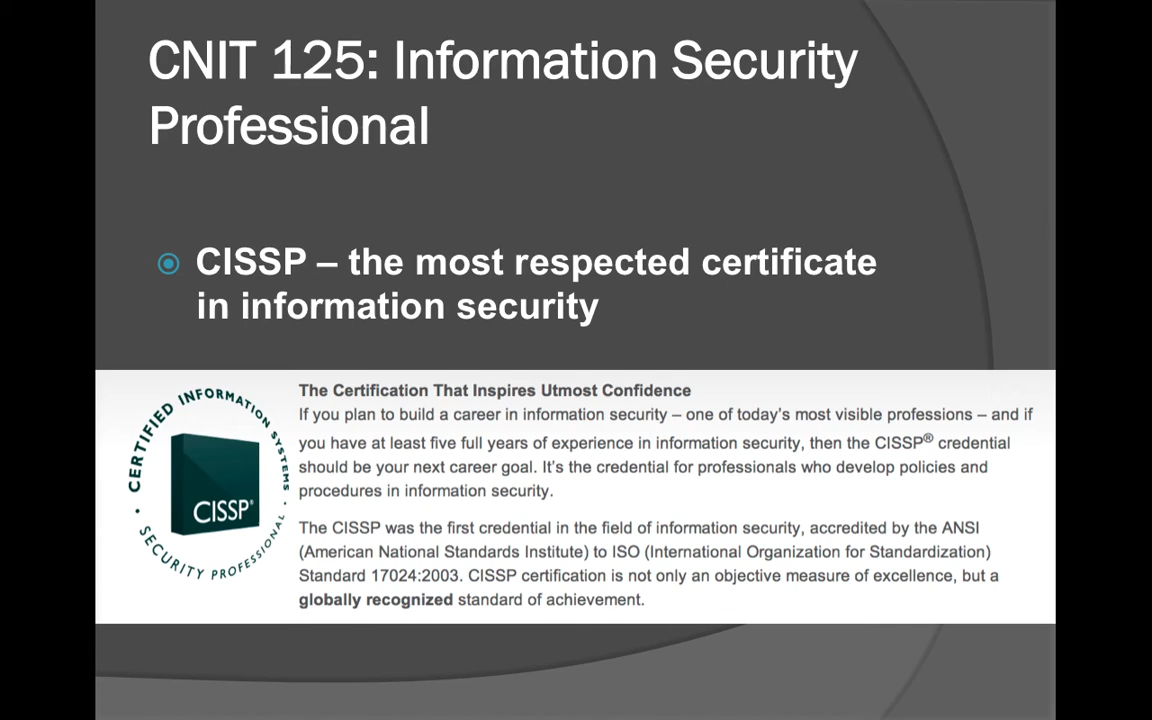 CNIT 125: Information Security
Professional
CISSP – the most respected certificate
in information security
CERTIFIED INFORMATION SYSTEMS
· SECURITY PROFESSIONAL ·
CISSP®
The Certification That Inspires Utmost Confidence
If you plan to build a career in information security – one of today's most visible professions – and if
you have at least five full years of experience in information security, then the CISSP® credential
should be your next career goal. It's the credential for professionals who develop policies and
procedures in information security.
The CISSP was the first credential in the field of information security, accredited by the ANSI
(American National Standards Institute) to ISO (International Organization for Standardization)
Standard 17024:2003. CISSP certification is not only an objective measure of excellence, but a
globally recognized standard of achievement.